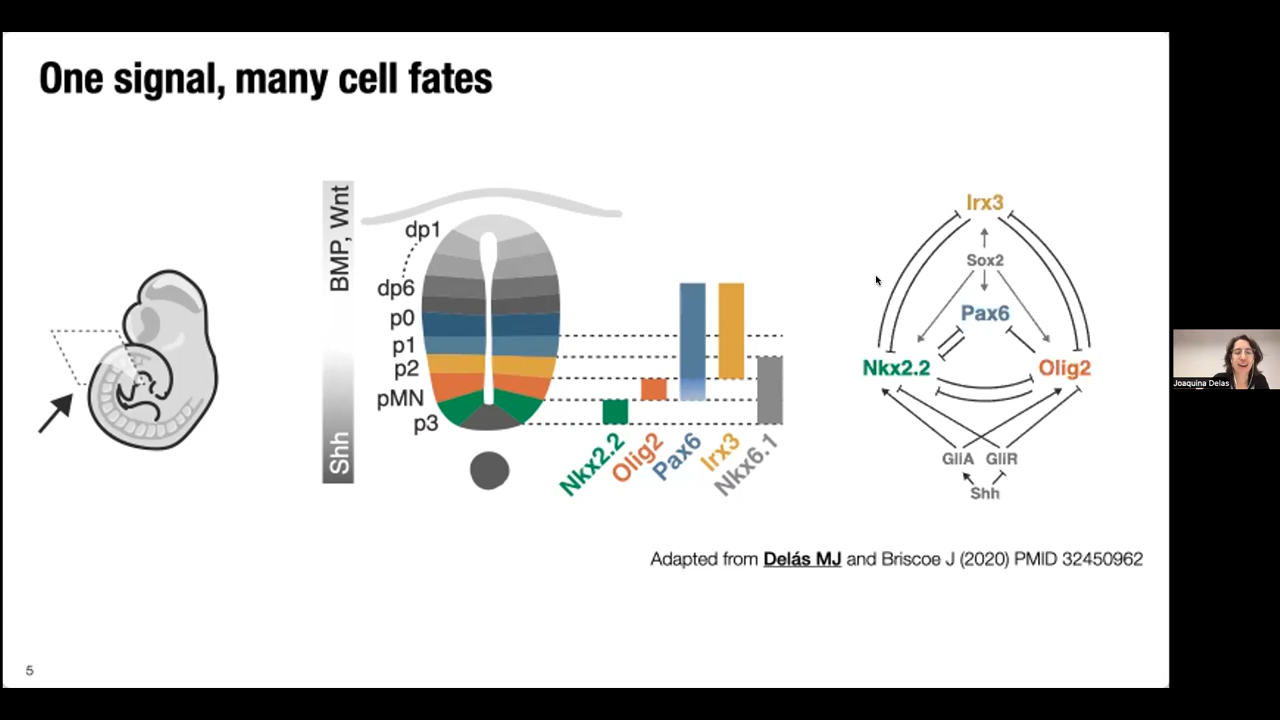 One signal, many cell fates
BMP, Wnt
Shh
dp1
dp6
p0
p1
p2
pMN
p3
Nkx2.2
Olig2
Pax6
Irx3
Nkx6.1
Irx3
Sox2
Pax6
Nkx2.2
Olig2
GliA GliR
Shh
Adapted from Delás MJ and Briscoe J (2020) PMID 32450962
5
Joaquina Delas